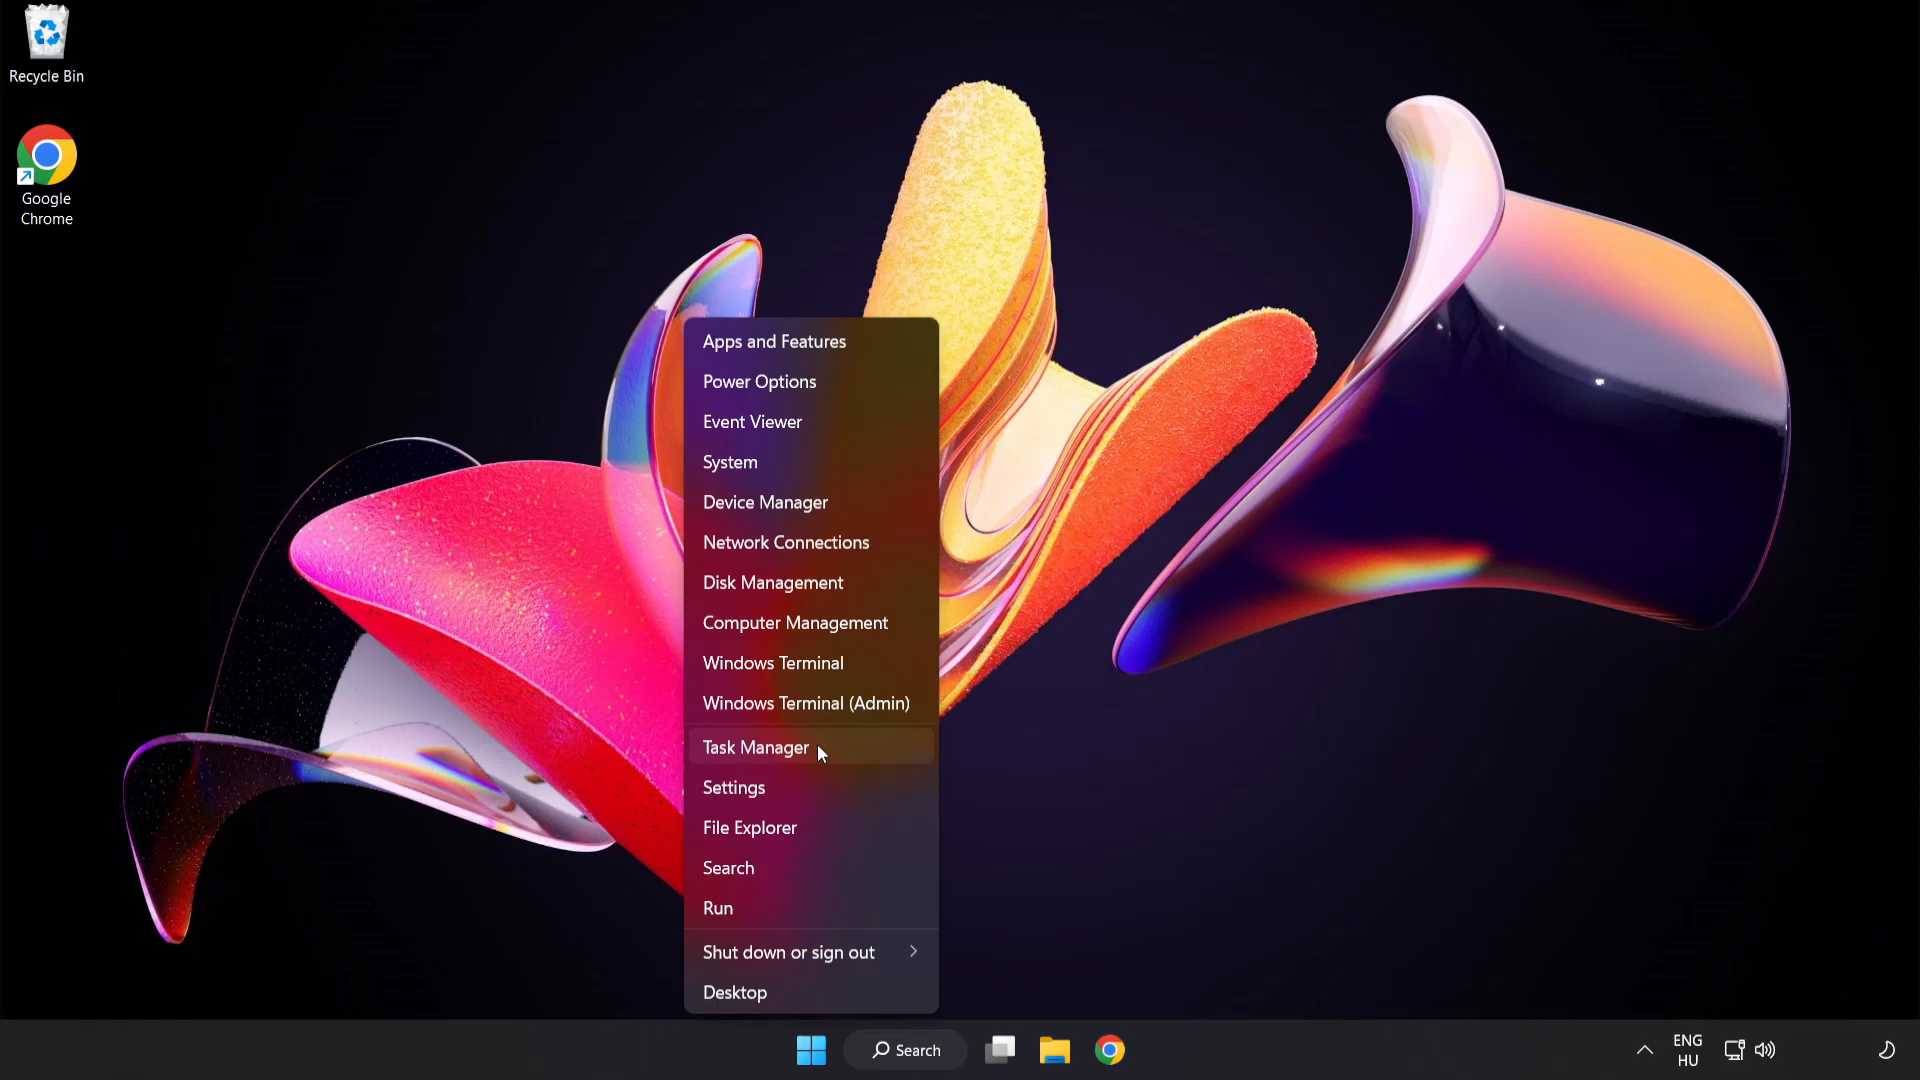 Recycle Bin
Google
Chrome
Apps and Features
Power Options
Event Viewer
System
Device Manager
Network Connections
Disk Management
Computer Management
Windows Terminal
Windows Terminal (Admin)
Task Manager
Settings
File Explorer
Search
Run
Shut down or sign out
Desktop
Search
ENG
HU